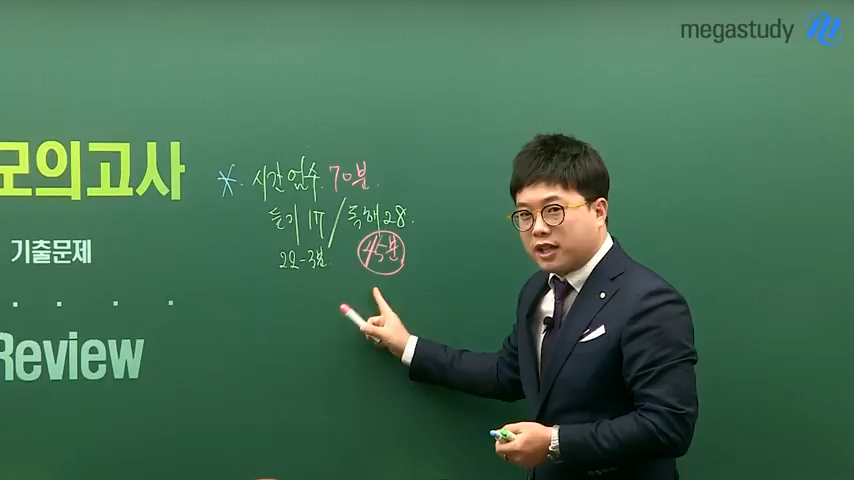 megastudy
모의고사
* 시간 엄수. 70분.
듣기 17 / 독해 28.
기출문제
22-3분. 45분
Review